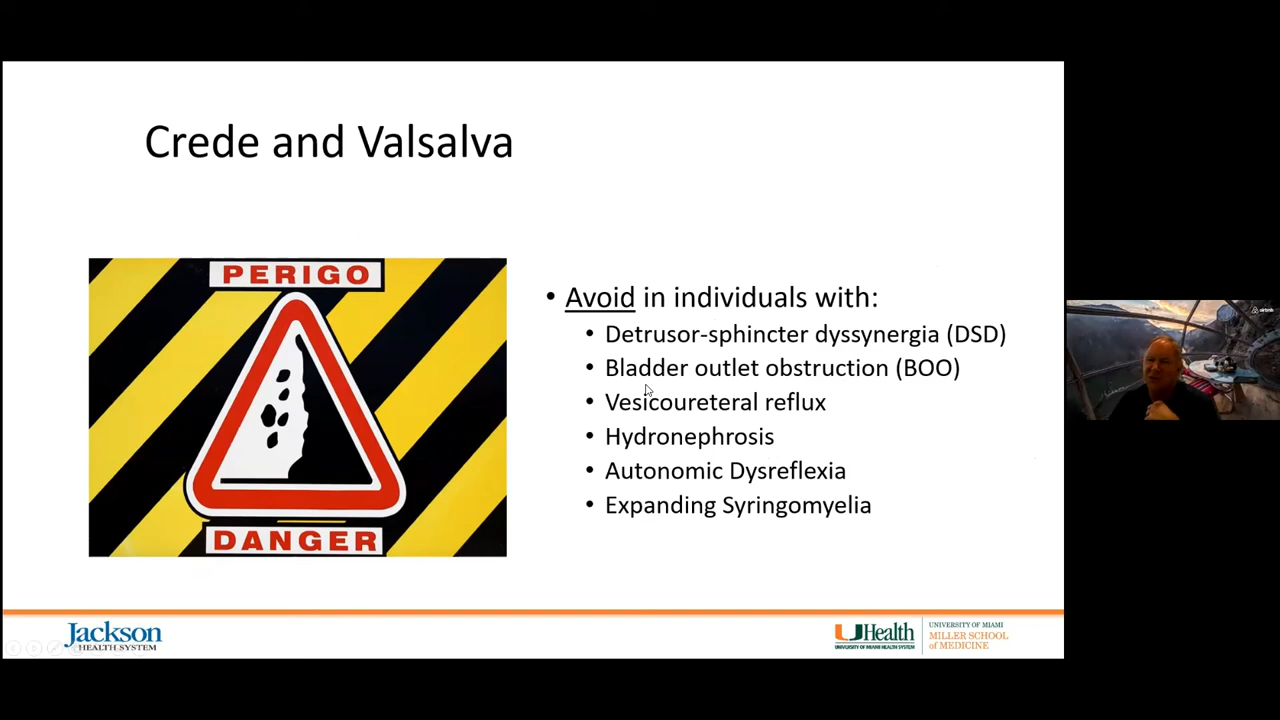 Crede and Valsalva
PERIGO
DANGER
• Avoid in individuals with:
• Detrusor-sphincter dyssynergia (DSD)
• Bladder outlet obstruction (BOO)
• Vesicoureteral reflux
• Hydronephrosis
• Autonomic Dysreflexia
• Expanding Syringomyelia
airbnb
Jackson
HEALTH SYSTEM
UHealth
UNIVERSITY OF MIAMI HEALTH SYSTEM
UNIVERSITY OF MIAMI
MILLER SCHOOL
of MEDICINE